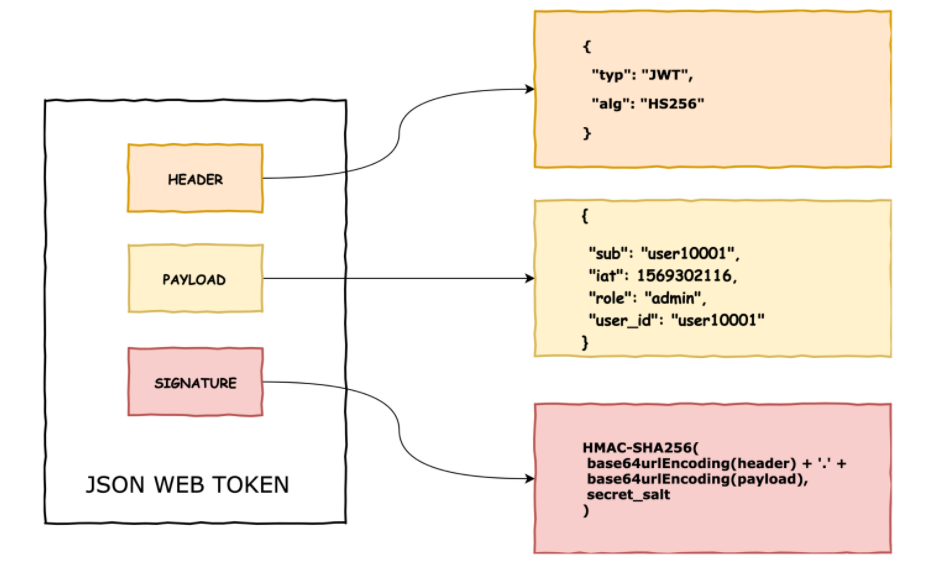 HEADER
PAYLOAD
SIGNATURE
JSON WEB TOKEN
{
"typ": "JWT",
"alg": "HS256"
}
{
"sub": "user10001",
"iat": 1569302116,
"role": "admin",
"user_id": "user10001"
}
HMAC-SHA256(
base64urlEncoding(header) + '.' +
base64urlEncoding(payload),
secret_salt
)